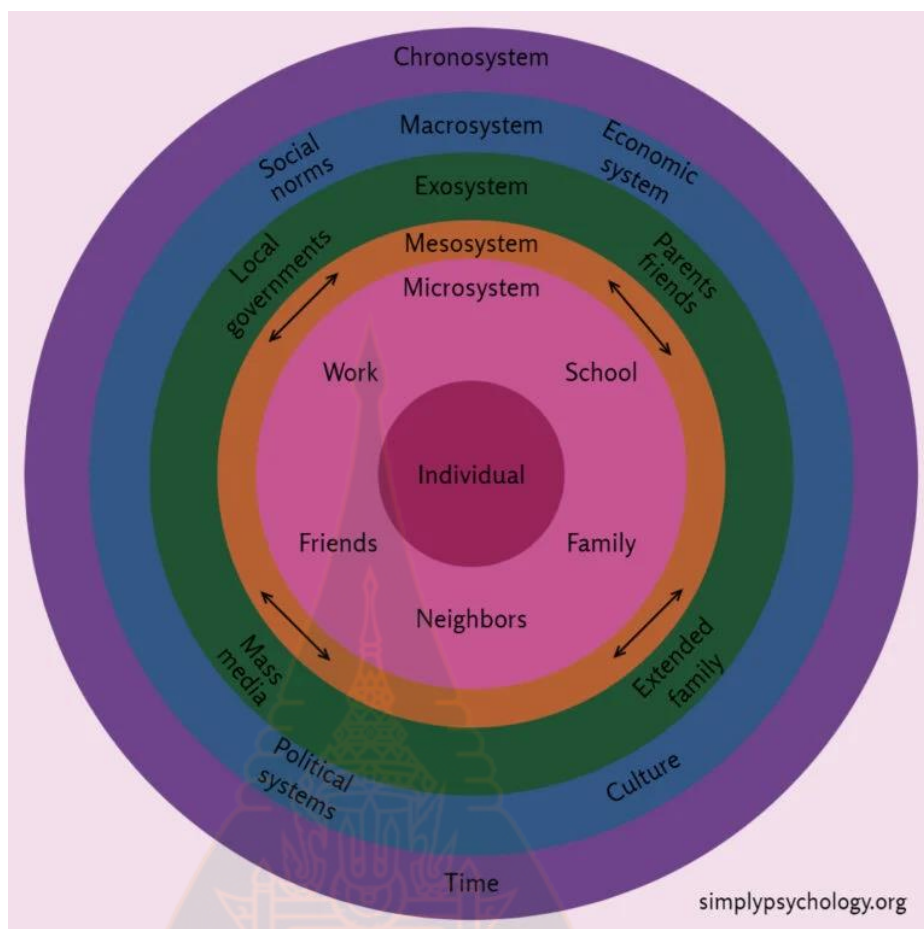 Chronosystem
Macrosystem
Social
norms
Economic
system
Exosystem
Local
governments
Parents
friends
Mesosystem
Microsystem
Work
School
Individual
Friends
Family
Neighbors
Mass
media
Extended
family
Political
systems
Culture
Time
simplypsychology.org